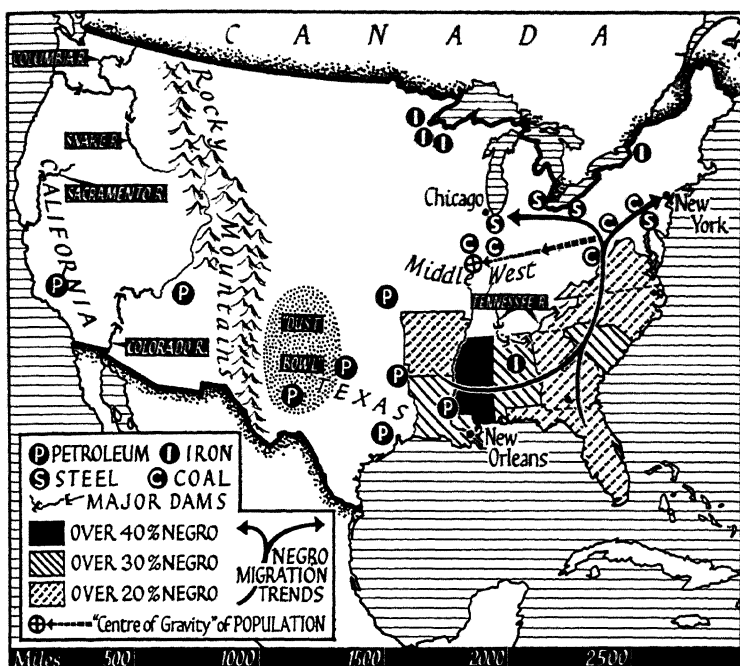 CANADA
COLUMBIA R.
Rocky Mountains
SNAKE R.
CALIFORNIA
SACRAMENTO R.
COLORADO R.
DUST
BOWL
TEXAS
Chicago
Middle West
TENNESSEE R.
New
York
New
Orleans
I
I
I
I
S
S
S
S
C
C
C
C
C
P
P
P
P
P
P
P
P
I
P PETROLEUM I IRON
S STEEL C COAL
MAJOR DAMS
OVER 40% NEGRO
OVER 30% NEGRO
OVER 20% NEGRO
NEGRO
MIGRATION
TRENDS
"Centre of Gravity" of POPULATION
Miles 500 1000 1500 2000 2500